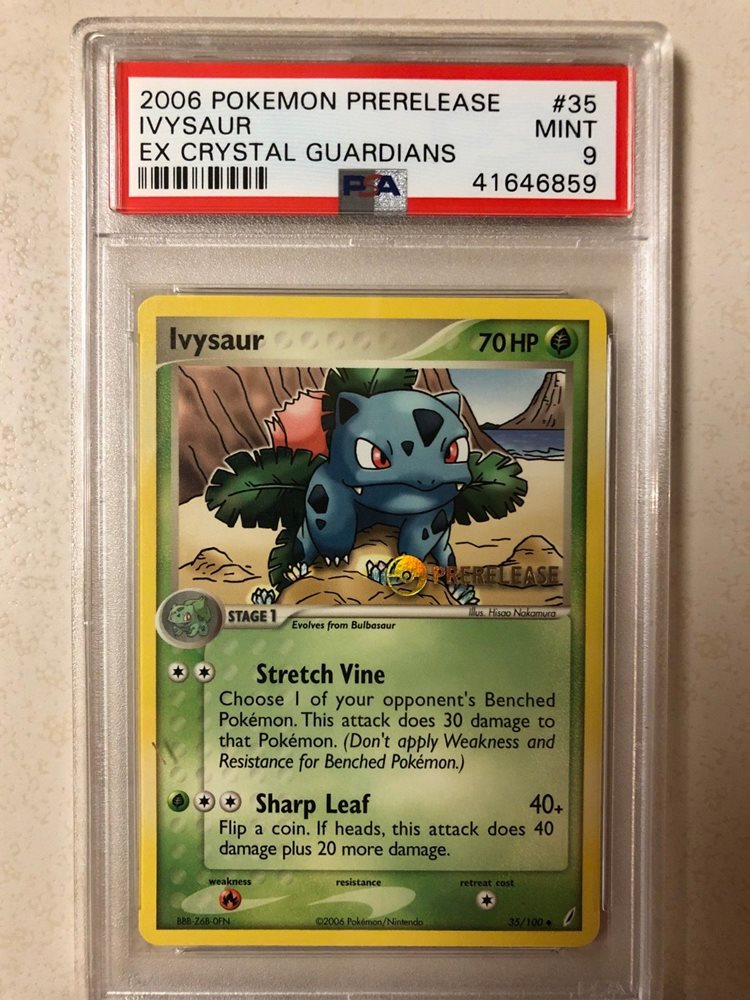 2006 POKEMON PRERELEASE #35
IVYSAUR MINT
EX CRYSTAL GUARDIANS 9
PSA 41646859
Ivysaur 70 HP
PRERELEASE
STAGE 1
Illus. Hisao Nakamura
Evolves from Bulbasaur
Stretch Vine
Choose 1 of your opponent's Benched
Pokémon. This attack does 30 damage to
that Pokémon. (Don't apply Weakness and
Resistance for Benched Pokémon.)
Sharp Leaf 40+
Flip a coin. If heads, this attack does 40
damage plus 20 more damage.
weakness resistance retreat cost
BBB-Z6B-0FN ©2006 Pokémon/Nintendo 35/100